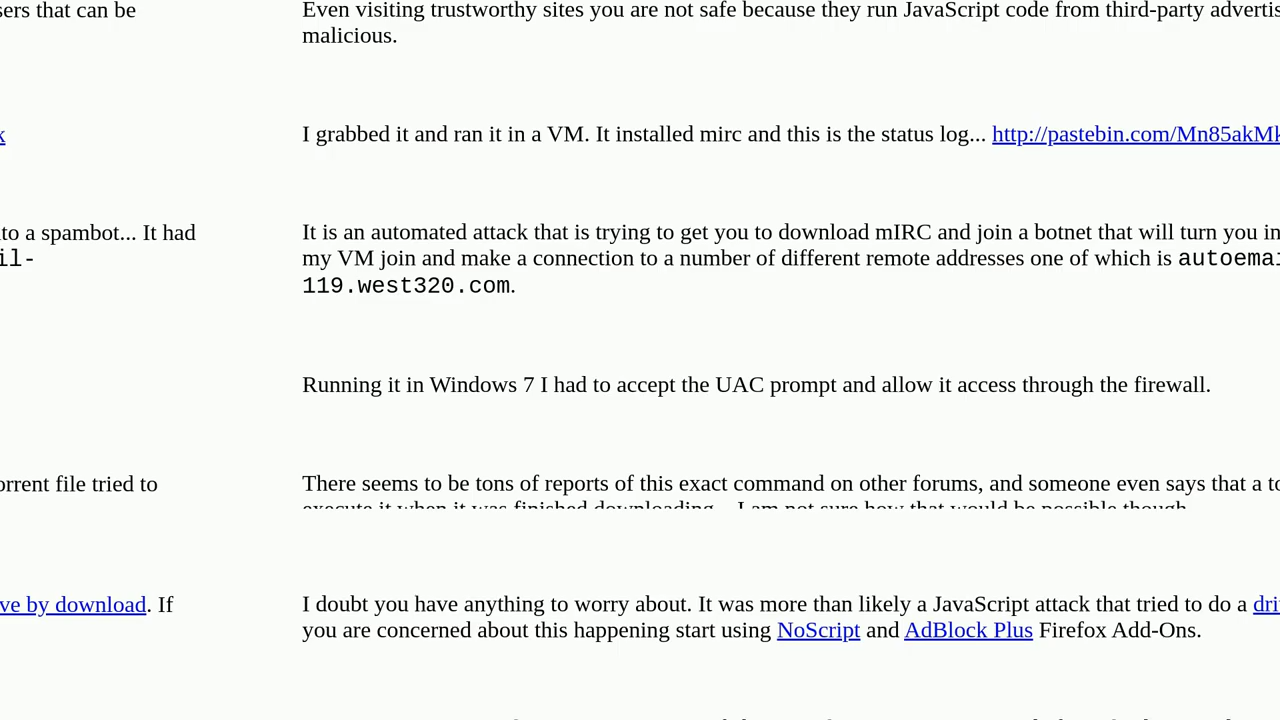 sers that can be
k
to a spambot... It had
il-
orrent file tried to
ve by download. If
Even visiting trustworthy sites you are not safe because they run JavaScript code from third-party advertis
malicious.
I grabbed it and ran it in a VM. It installed mirc and this is the status log... http://pastebin.com/Mn85akMk
It is an automated attack that is trying to get you to download mIRC and join a botnet that will turn you in
my VM join and make a connection to a number of different remote addresses one of which is autoemai
119.west320.com.
Running it in Windows 7 I had to accept the UAC prompt and allow it access through the firewall.
There seems to be tons of reports of this exact command on other forums, and someone even says that a to
execute it when it was finished downloading... I am not sure how that would be possible though
I doubt you have anything to worry about. It was more than likely a JavaScript attack that tried to do a dri
you are concerned about this happening start using NoScript and AdBlock Plus Firefox Add-Ons.